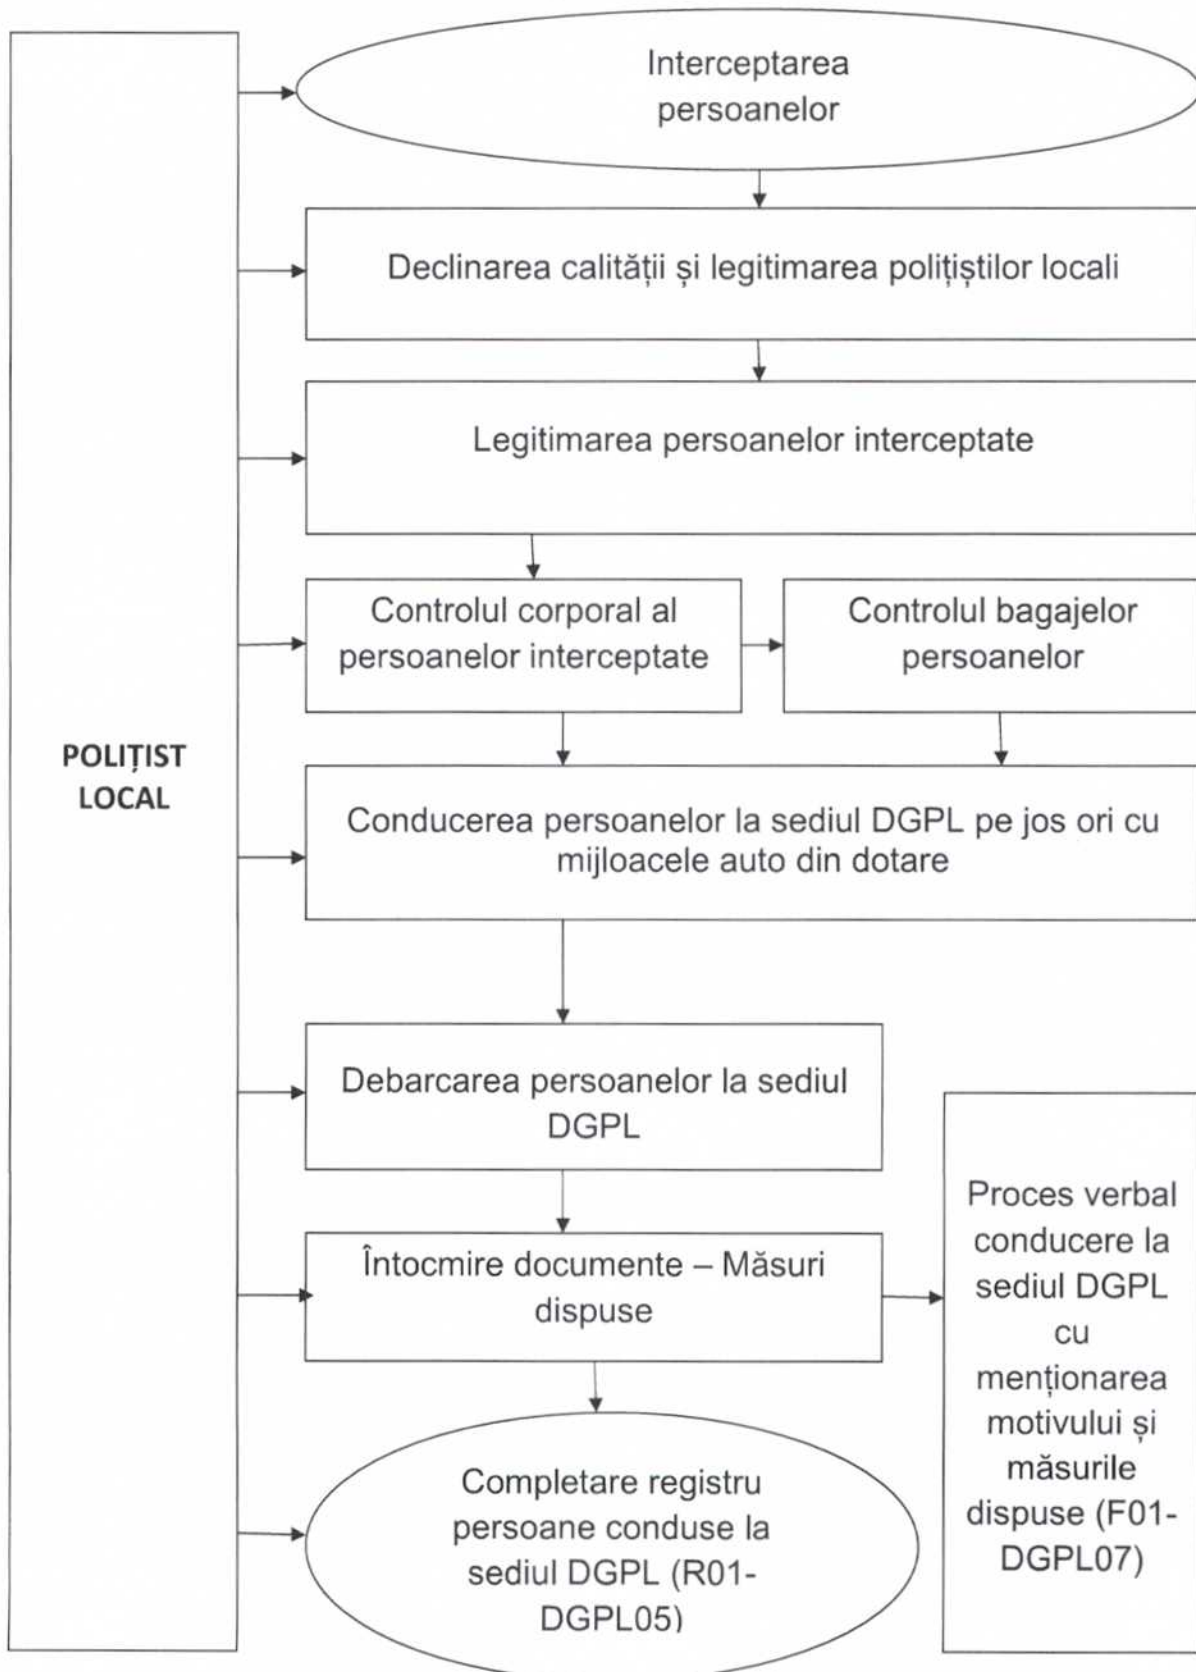 Interceptarea
persoanelor
Declinarea calității și legitimarea polițiștilor locali
Legitimarea persoanelor interceptate
Controlul corporal al
persoanelor interceptate
Controlul bagajelor
persoanelor
POLIȚIST
LOCAL
Conducerea persoanelor la sediul DGPL pe jos ori cu
mijloacele auto din dotare
Debarcarea persoanelor la sediul
DGPL
Întocmire documente – Măsuri
dispuse
Proces verbal
conducere la
sediul DGPL
cu
menționarea
motivului și
măsurile
dispuse (F01-
DGPL07)
Completare registru
persoane conduse la
sediul DGPL (R01-
DGPL05)